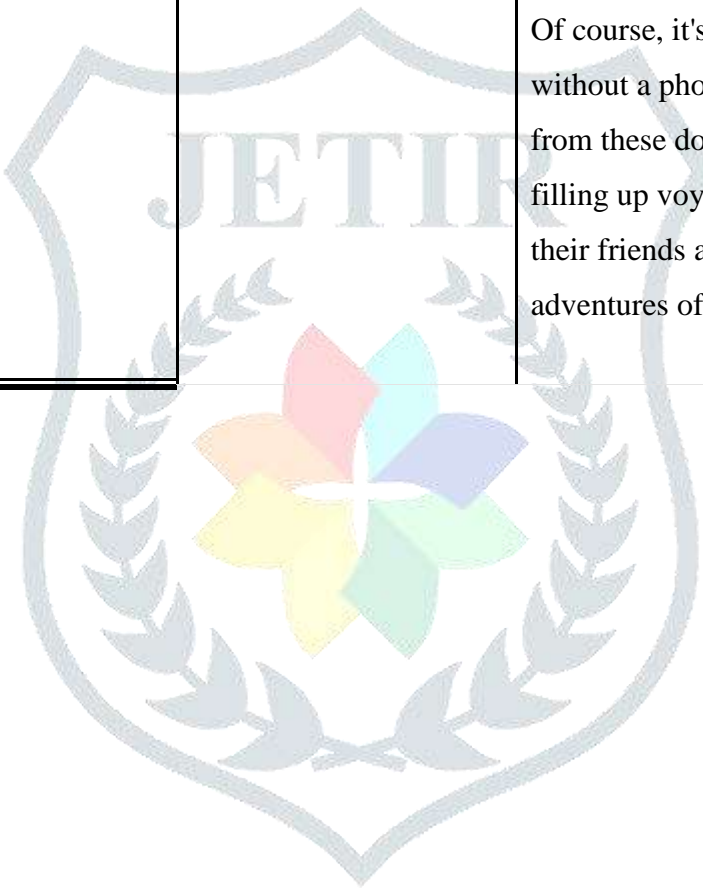 Of course, it's
without a pho
from these do
filling up voy
their friends a
adventures of
JETIR